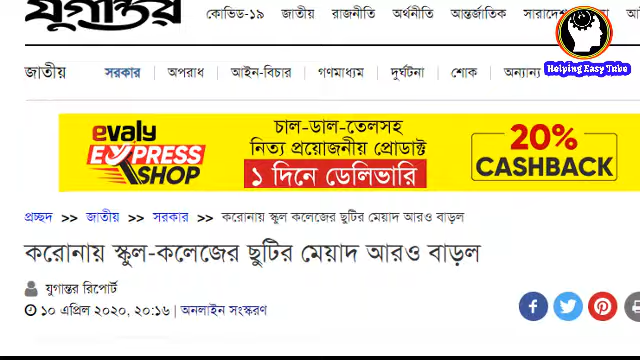 যুগান্তর
কোভিড-১৯ জাতীয় রাজনীতি অর্থনীতি আন্তর্জাতিক সারাদেশ
Helping Easy Tube
জাতীয় সরকার অপরাধ আইন-বিচার গণমাধ্যম দুর্ঘটনা শোক অন্যান্য
evaly
EXPRESS
SHOP
চাল-ডাল-তেলসহ
নিত্য প্রয়োজনীয় প্রোডাক্ট
১ দিনে ডেলিভারি
20%
CASHBACK
প্রচ্ছদ >> জাতীয় >> সরকার >> করোনায় স্কুল কলেজের ছুটির মেয়াদ আরও বাড়ল
করোনায় স্কুল-কলেজের ছুটির মেয়াদ আরও বাড়ল
যুগান্তর রিপোর্ট
১০ এপ্রিল ২০২০, ২০:১৬ | অনলাইন সংস্করণ